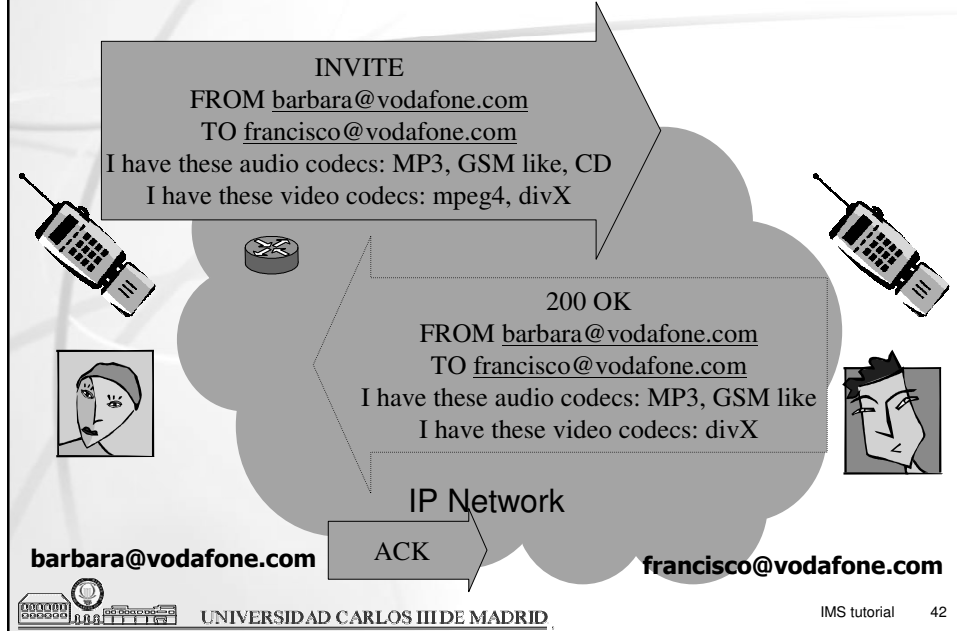 INVITE
FROM barbara@vodafone.com
TO francisco@vodafone.com
I have these audio codecs: MP3, GSM like, CD
I have these video codecs: mpeg4, divX
200 OK
FROM barbara@vodafone.com
TO francisco@vodafone.com
I have these audio codecs: MP3, GSM like
I have these video codecs: divX
IP Network
ACK
barbara@vodafone.com
francisco@vodafone.com
UNIVERSIDAD CARLOS III DE MADRID
IMS tutorial 42